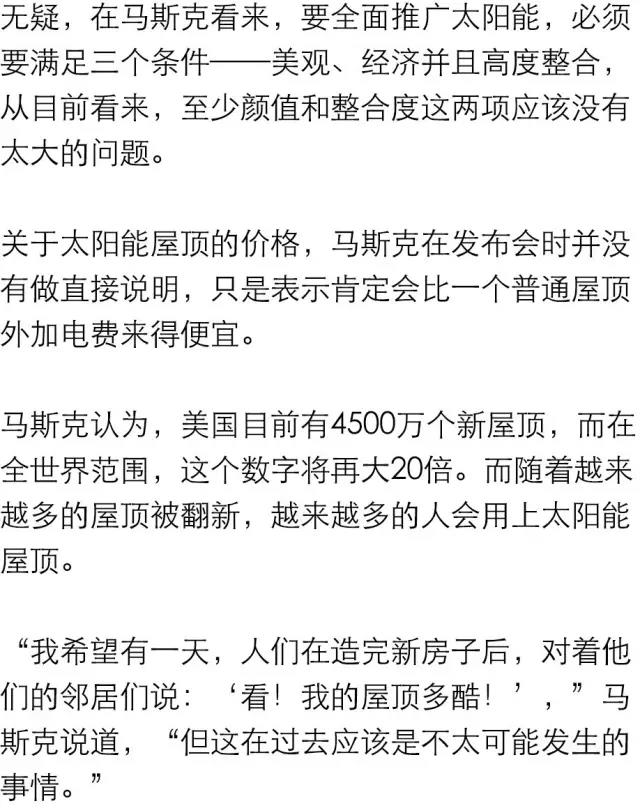 无疑，在马斯克看来，要全面推广太阳能，必须
要满足三个条件——美观、经济并且高度整合，
从目前看来，至少颜值和整合度这两项应该没有
太大的问题。
关于太阳能屋顶的价格，马斯克在发布会时并没
有做直接说明，只是表示肯定会比一个普通屋顶
外加电费来得便宜。
马斯克认为，美国目前有4500万个新屋顶，而在
全世界范围，这个数字将再大20倍。而随着越来
越多的屋顶被翻新，越来越多的人会用上太阳能
屋顶。
“我希望有一天，人们在造完新房子后，对着他
们的邻居们说：‘看！我的屋顶多酷！’，”马
斯克说道，“但这在过去应该是不太可能发生的
事情。”